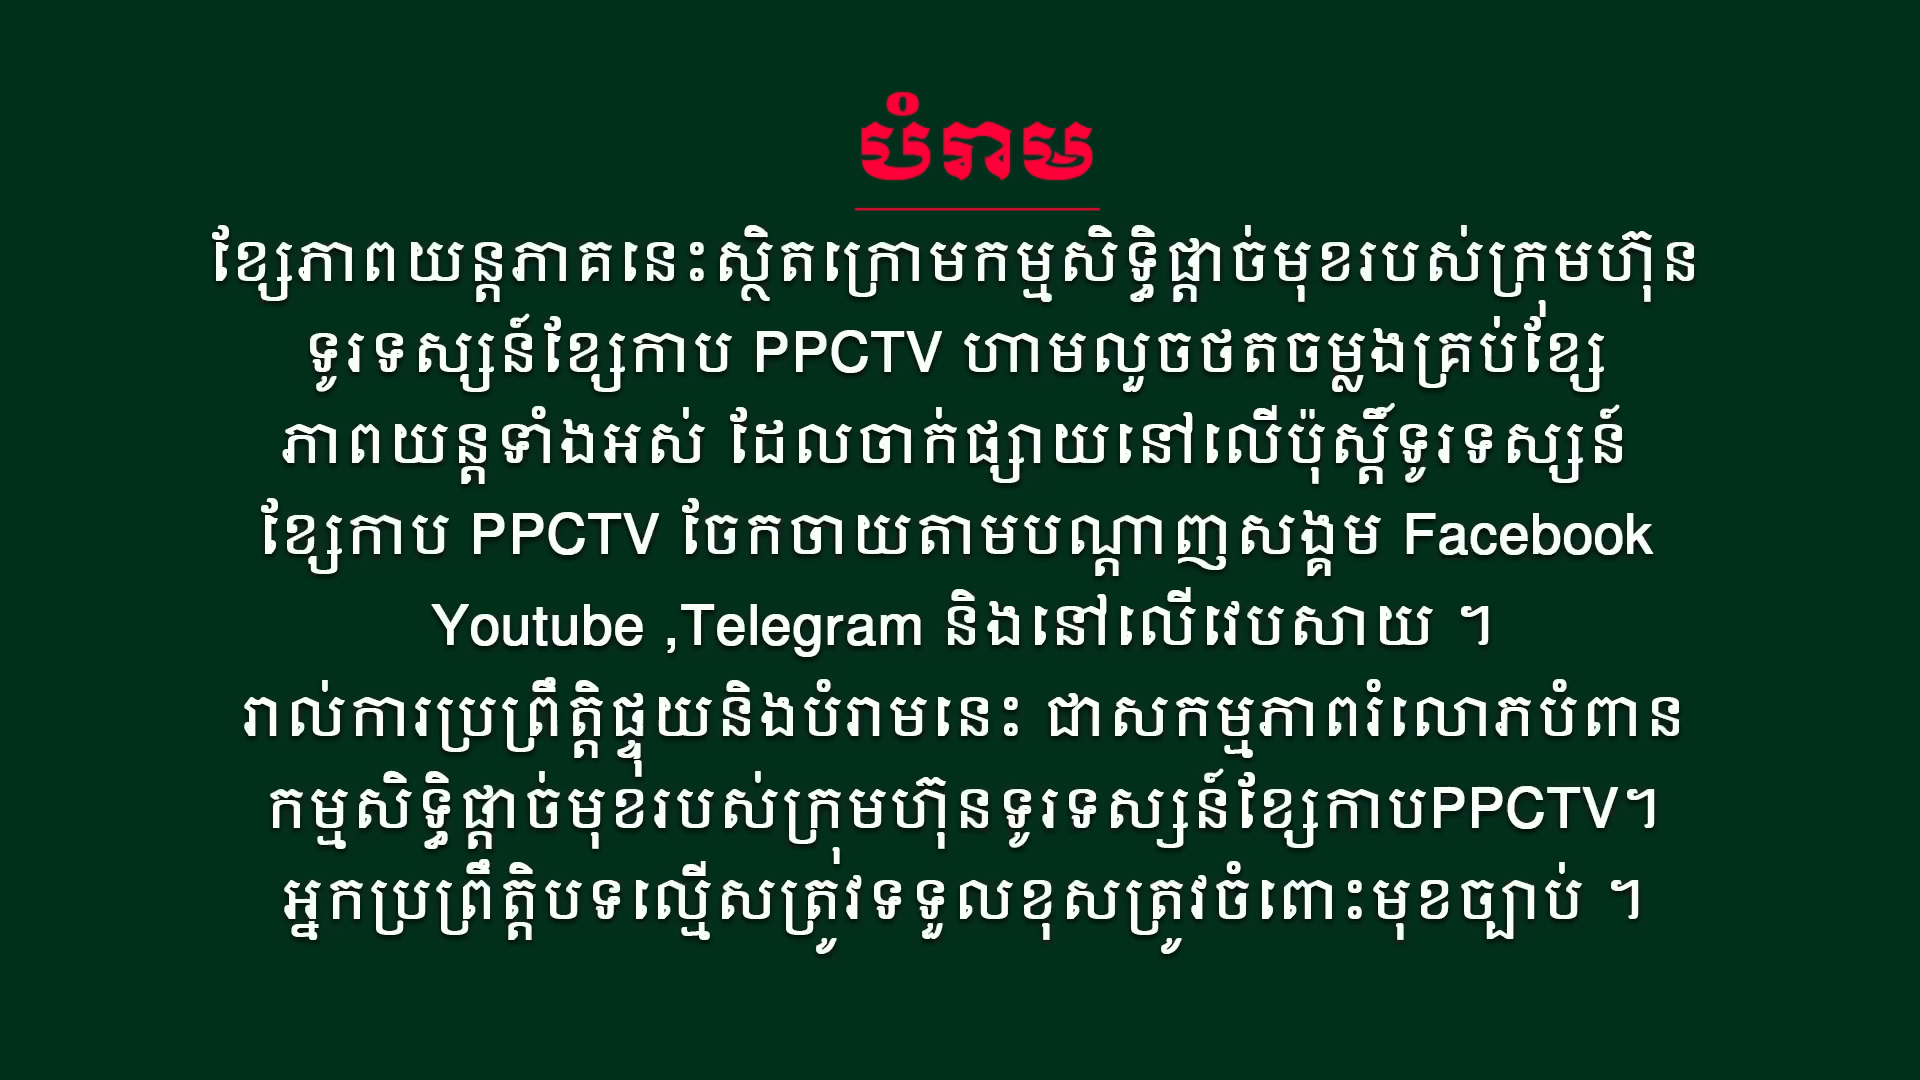 បំរាម
ខ្សែភាពយន្តភាគនេះស្ថិតក្រោមកម្មសិទ្ធិផ្តាច់មុខរបស់ក្រុមហ៊ុន
ទូរទស្សន៍ខ្សែកាប PPCTV ហាមលួចថតចម្លងគ្រប់ខ្សែ
ភាពយន្តទាំងអស់ ដែលចាក់ផ្សាយនៅលើប៉ុស្តិ៍ទូរទស្សន៍
ខ្សែកាប PPCTV ចែកចាយតាមបណ្តាញសង្គម Facebook
Youtube ,Telegram និងនៅលើវេបសាយ ។
រាល់ការប្រព្រឹត្តិផ្ទុយនិងបំរាមនេះ ជាសកម្មភាពរំលោភបំពាន
កម្មសិទ្ធិផ្តាច់មុខរបស់ក្រុមហ៊ុនទូរទស្សន៍ខ្សែកាបPPCTV។
អ្នកប្រព្រឹត្តិបទល្មើសត្រូវទទួលខុសត្រូវចំពោះមុខច្បាប់ ។